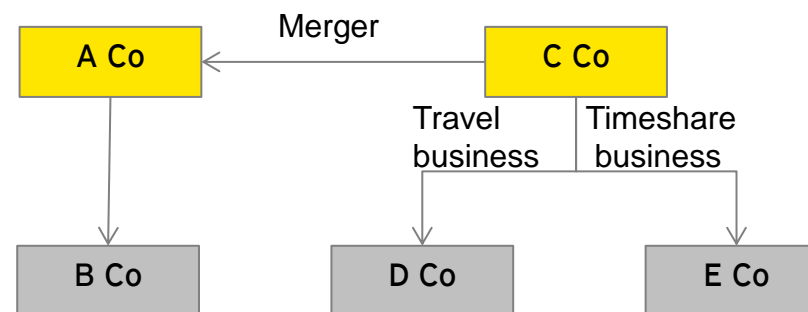 Merger
A Co
C Co
Travel
business
Timeshare
business
B Co
D Co
E Co